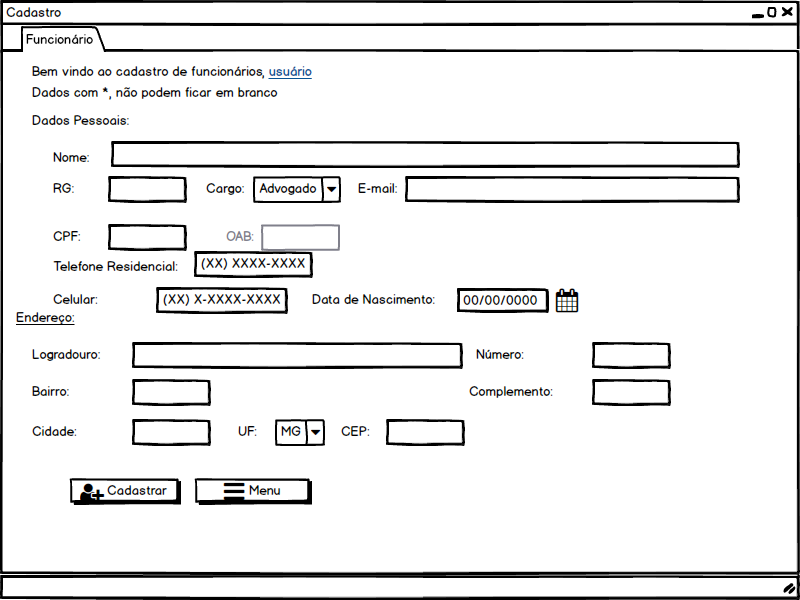 Cadastro
Funcionário
Bem vindo ao cadastro de funcionários, usuário
Dados com *, não podem ficar em branco
Dados Pessoais:
Nome:
RG: Cargo: Advogado E-mail:
CPF: OAB:
Telefone Residencial: (XX) XXXX-XXXX
Celular: (XX) X-XXXX-XXXX Data de Nascimento: 00/00/0000
Endereço:
Logradouro: Número:
Bairro: Complemento:
Cidade: UF: MG CEP:
Cadastrar Menu